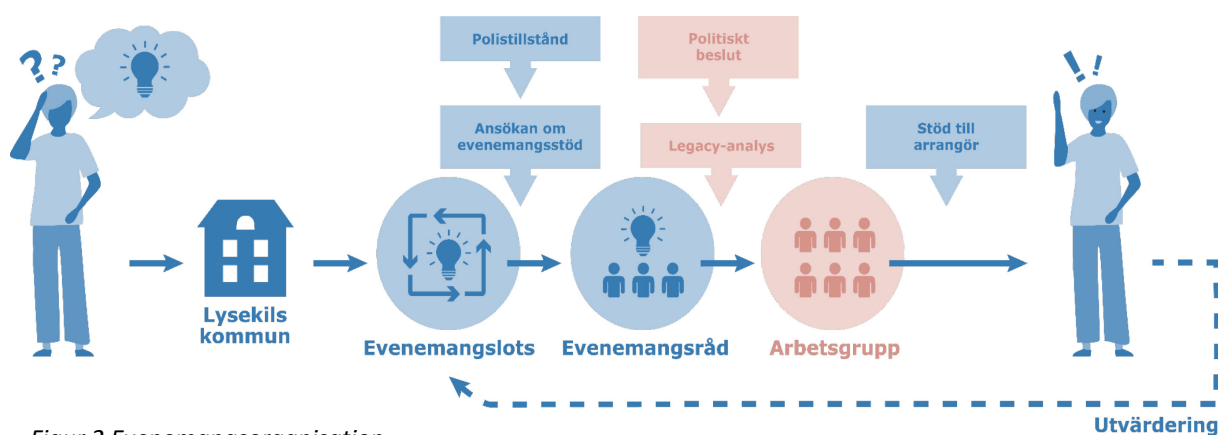 ??
Polistillstånd
Politiskt
beslut
!!
Ansökan om
evenemangsstöd
Legacy-analys
Stöd till
arrangör
Lysekils
kommun
Evenemangslots
Evenemangsråd
Arbetsgrupp
Utvärdering